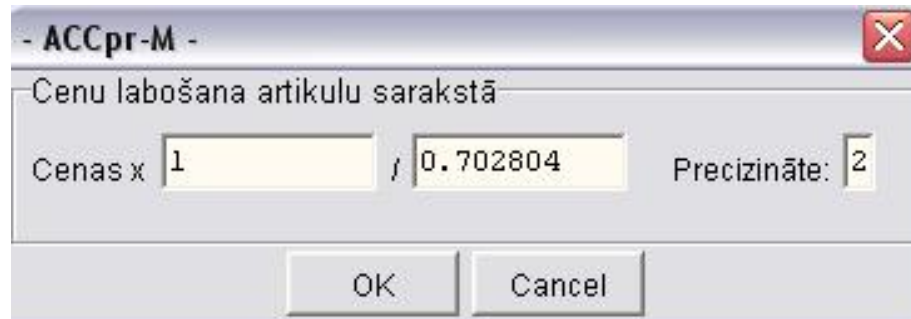 - ACCpr-M -
Cenu labošana artikulu sarakstā
Cenas x 1 / 0.702804 Precizināte: 2
OK Cancel